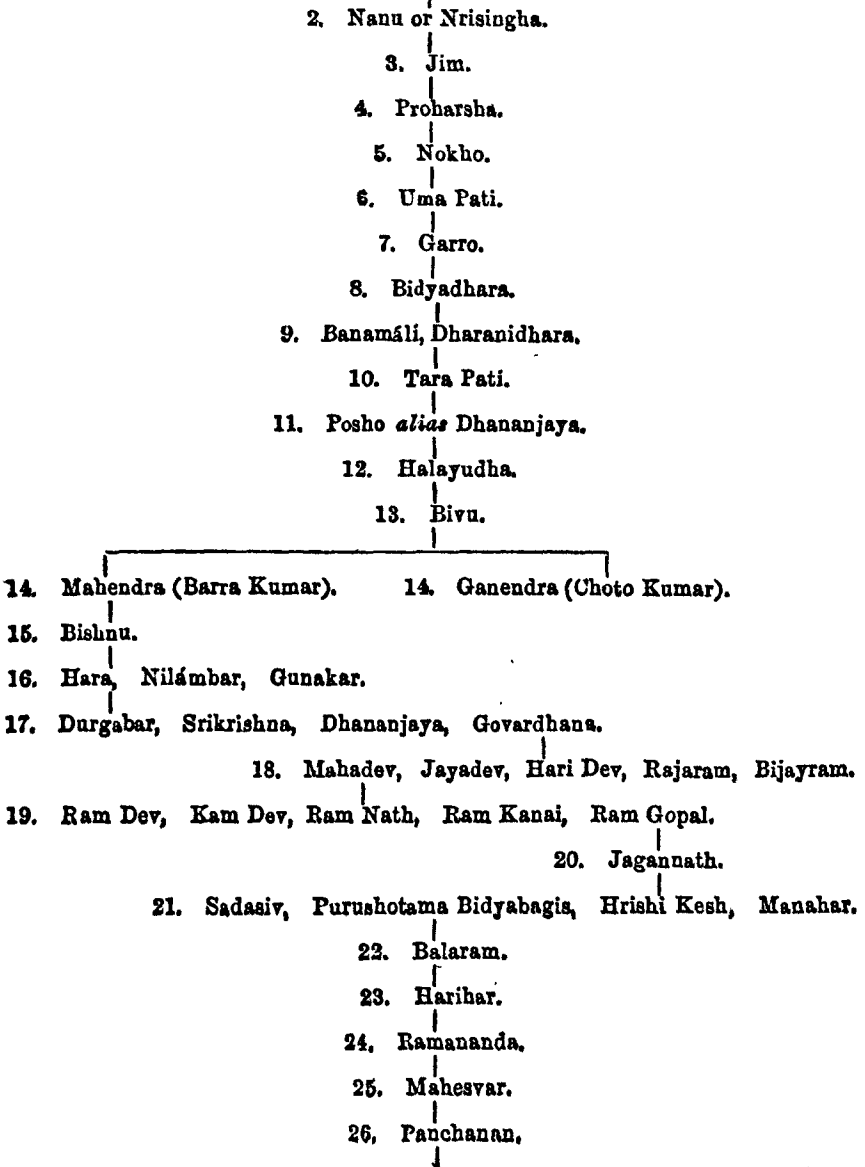 2. Nanu or Nrisingha.
3. Jim.
4. Proharsha.
5. Nokho.
6. Uma Pati.
7. Garro.
8. Bidyadhara.
9. Banamáli, Dharanidhara.
10. Tara Pati.
11. Posho alias Dhananjaya.
12. Halayudha.
13. Bivu.
14. Mahendra (Barra Kumar). 14. Ganendra (Choto Kumar).
15. Bishnu.
16. Hara, Nilámbar, Gunakar.
17. Durgabar, Srikrishna, Dhananjaya, Govardhana.
18. Mahadev, Jayadev, Hari Dev, Rajaram, Bijayram.
19. Ram Dev, Kam Dev, Ram Nath, Ram Kanai, Ram Gopal.
20. Jagannath.
21. Sadasiv, Purushotama Bidyabagis, Hrishi Kesh, Manahar.
22. Balaram.
23. Harihar.
24. Ramananda.
25. Mahesvar.
26. Panchanan.